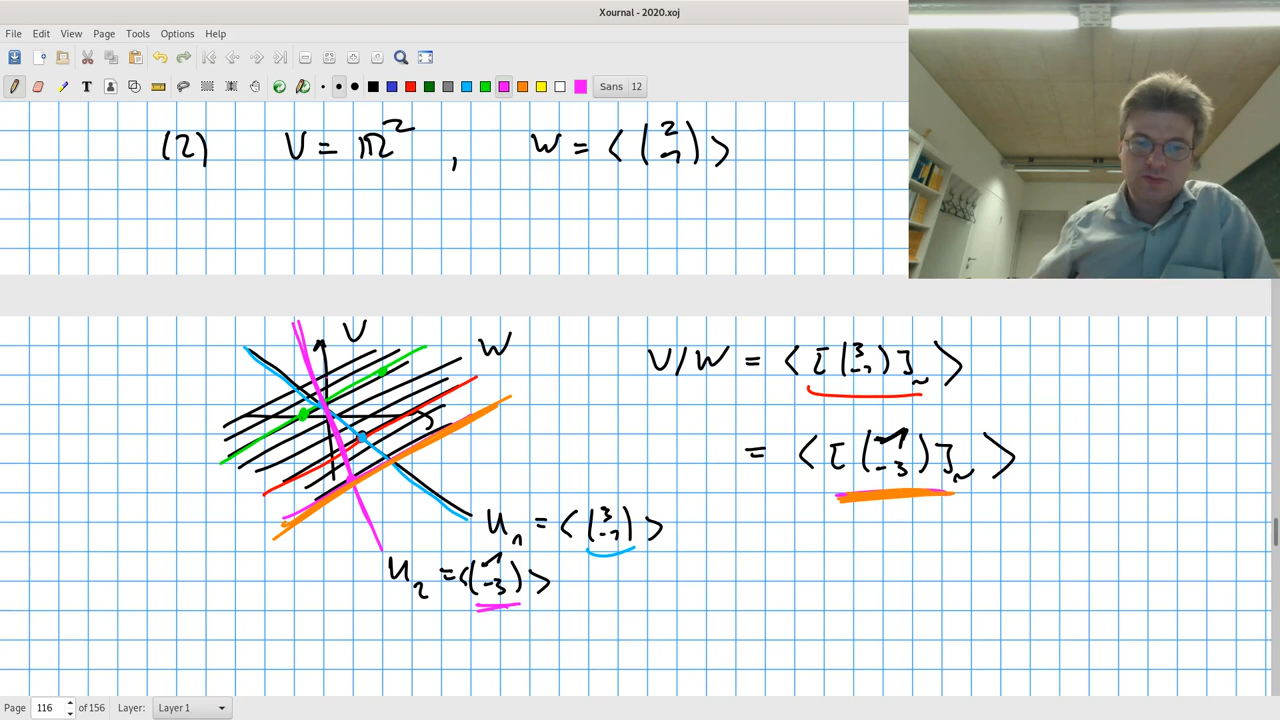 Xournal - 2020.xoj
File Edit View Page Tools Options Help
Sans 12
(2) V = ℝ² , W = < (2 1) >
V
W
V/W = < [(3 -1)]~ >
= < [(1 -3)]~ >
U₁ = < (3 -1) >
U₂ = < (1 -3) >
Page 116 of 156 Layer: Layer 1